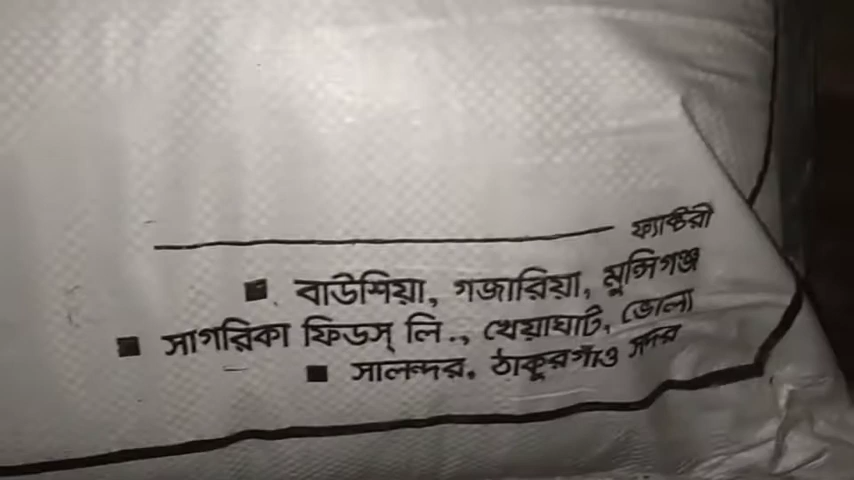 ফ্যাক্টরী
■ বাউশিয়া, গজারিয়া, মুন্সিগঞ্জ
■ সাগরিকা ফিডস্ লি., খেয়াঘাট, ভোলা
■ সালন্দর, ঠাকুরগাঁও সদর